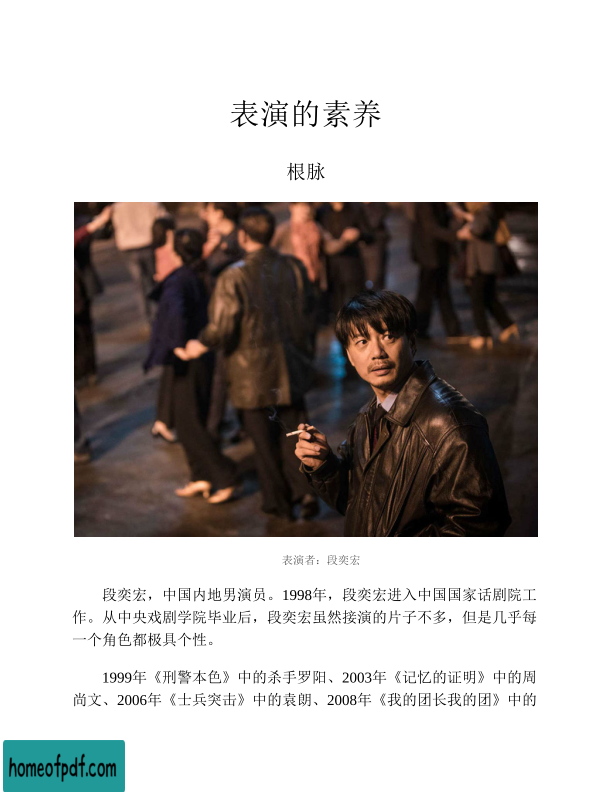 表演的素养
根脉
表演者：段奕宏
段奕宏，中国内地男演员。1998年，段奕宏进入中国国家话剧院工
作。从中央戏剧学院毕业后，段奕宏虽然接演的片子不多，但是几乎每
一个角色都极具个性。
1999年《刑警本色》中的杀手罗阳、2003年《记忆的证明》中的周
尚文、2006年《士兵突击》中的袁朗、2008年《我的团长我的团》中的
homeofpdf.com